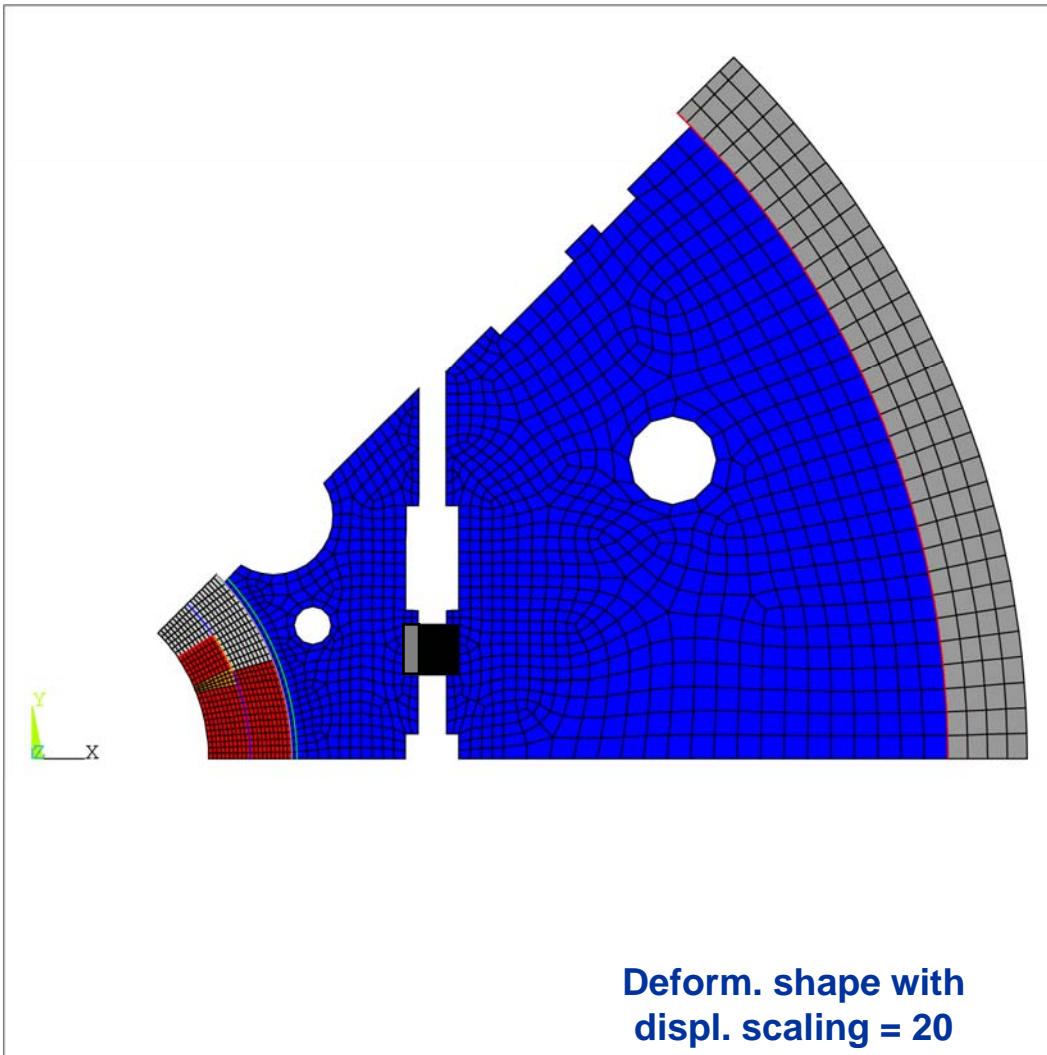 Y
Z
X
Deform. shape with
displ. scaling = 20